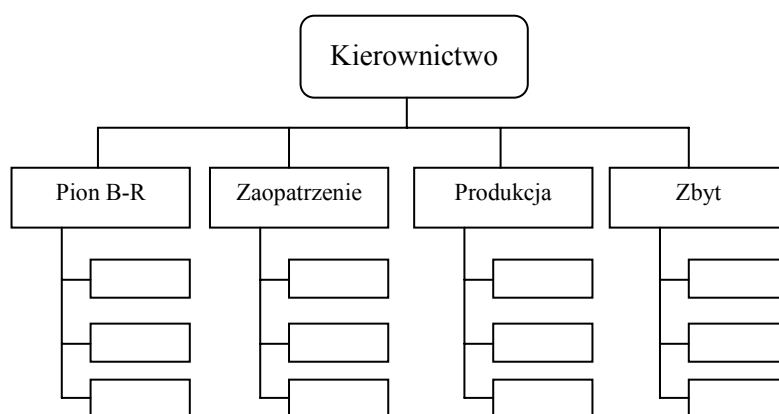 Kierownictwo
Pion B-R
Zaopatrzenie
Produkcja
Zbyt